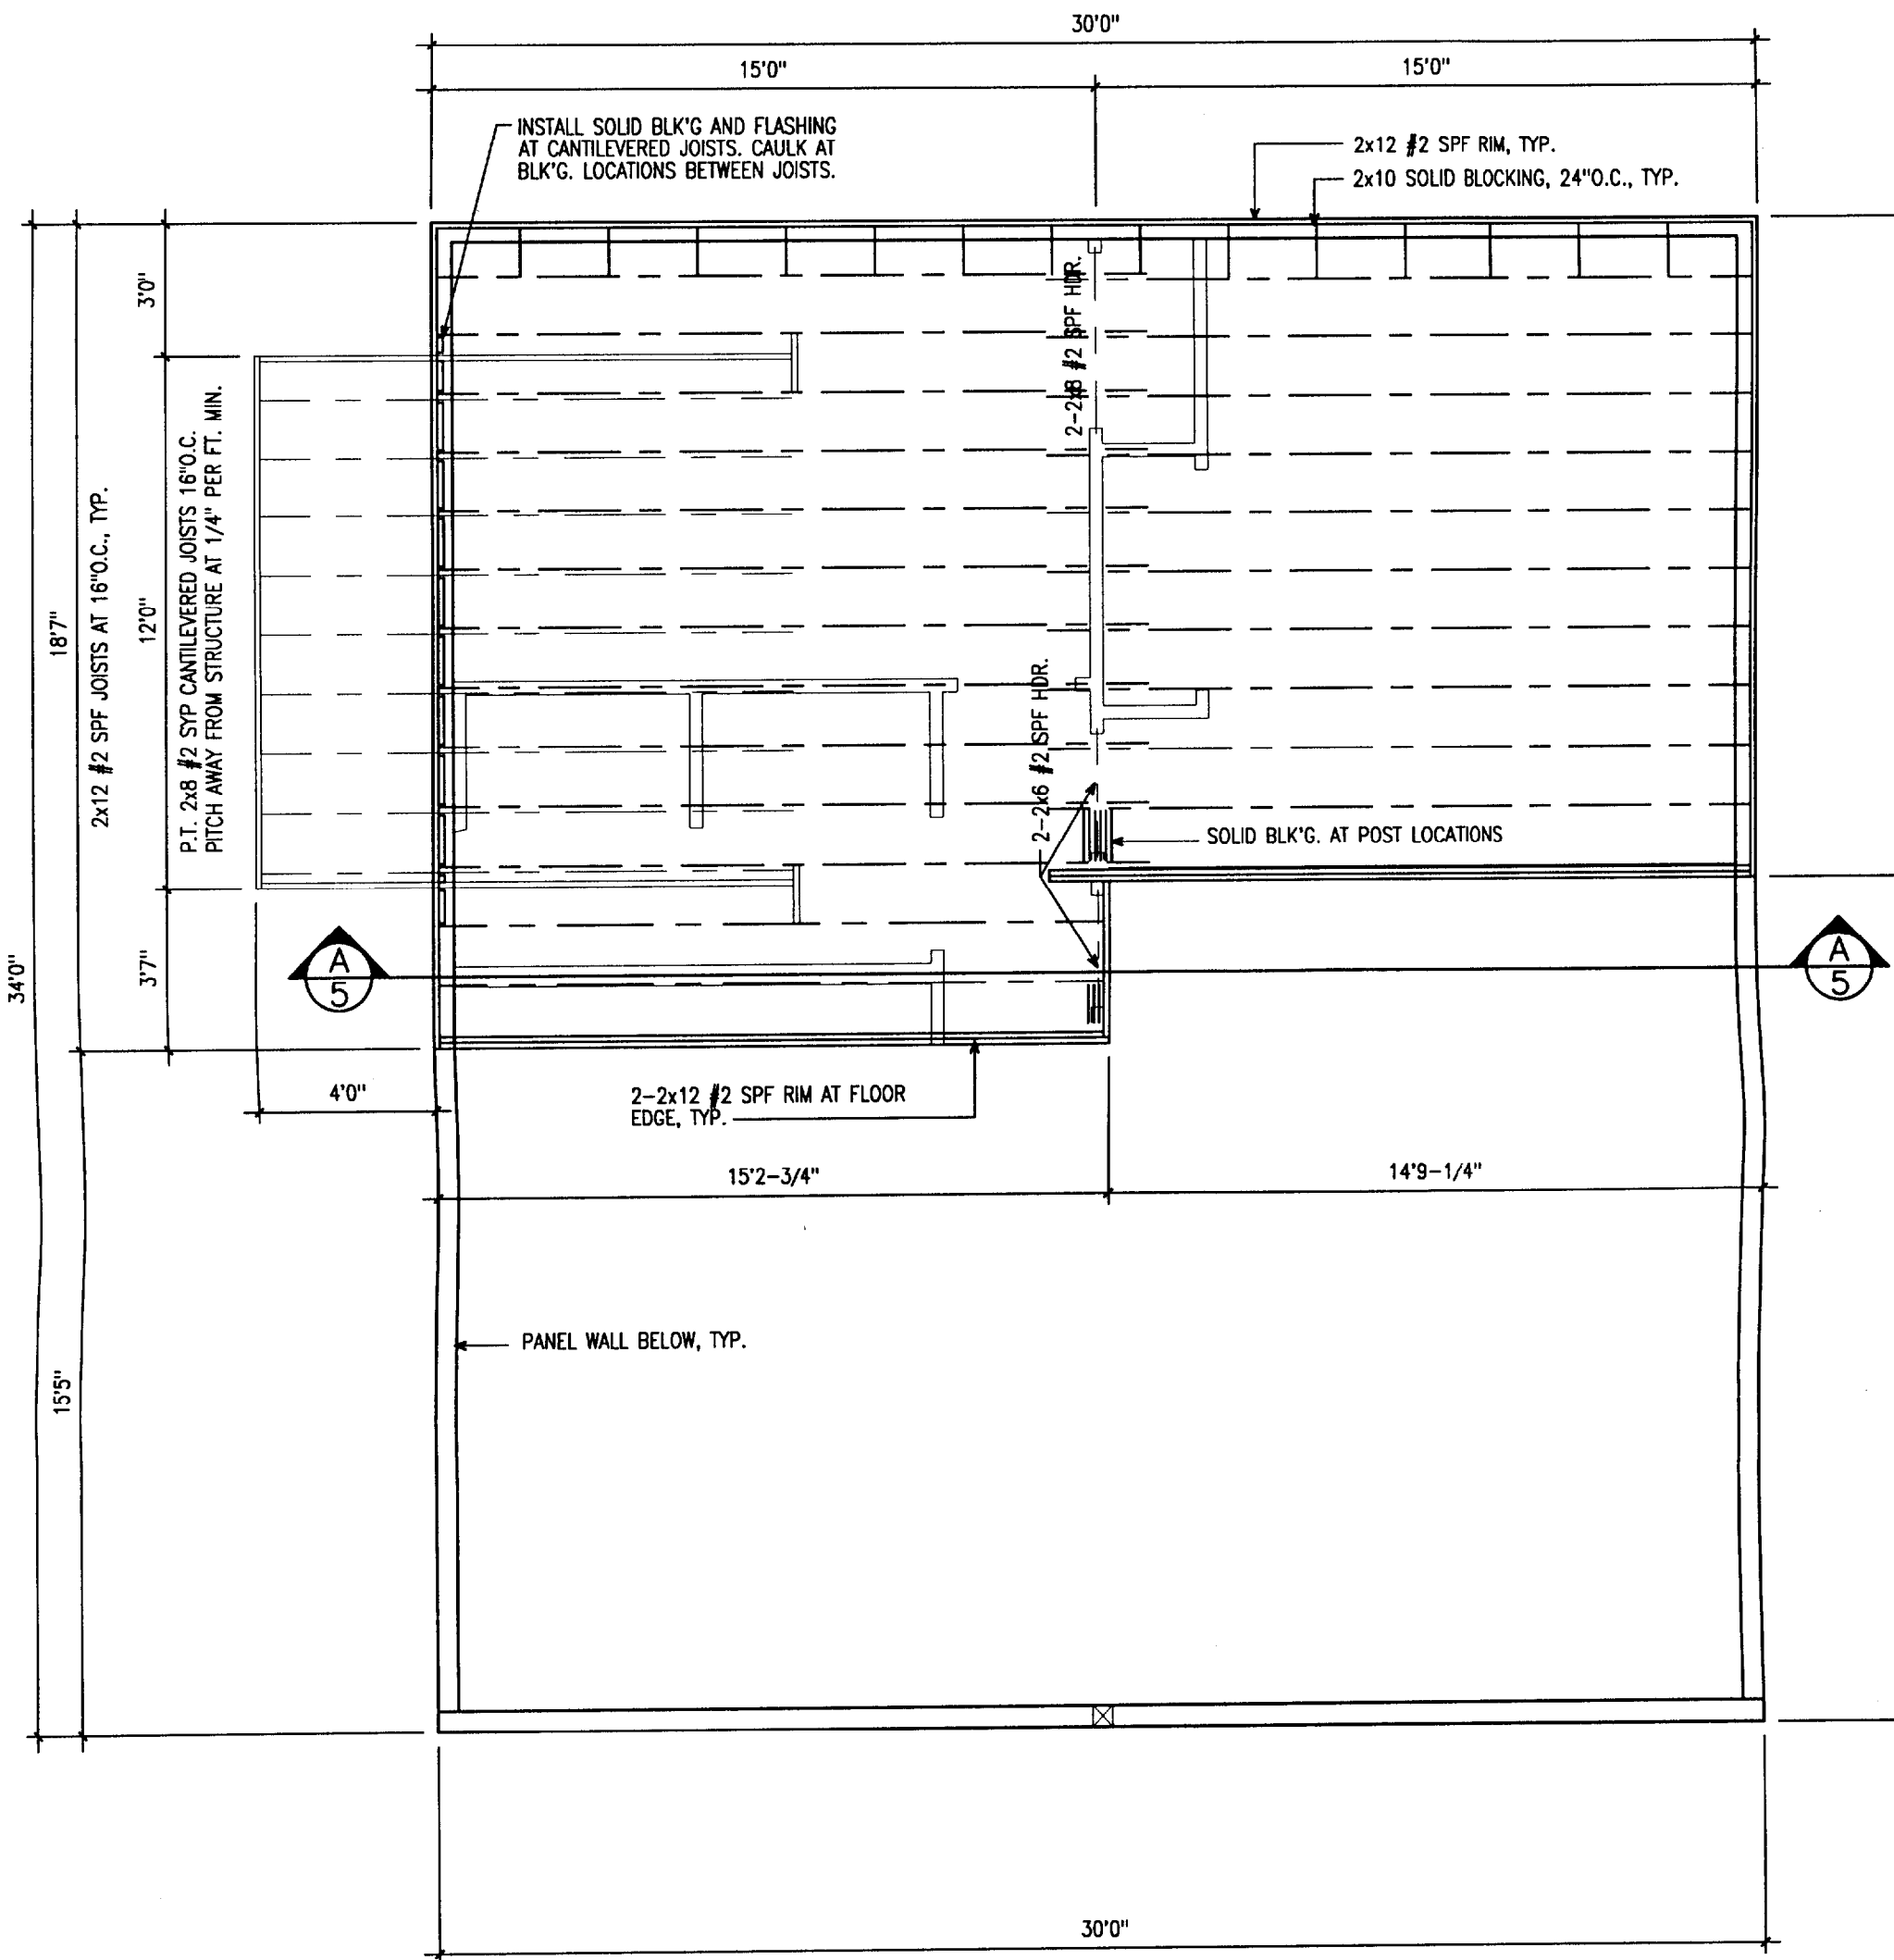 30'0"
15'0"
15'0"
INSTALL SOLID BLK'G AND FLASHING
AT CANTILEVERED JOISTS. CAULK AT
BLK'G. LOCATIONS BETWEEN JOISTS.
2x12 #2 SPF RIM, TYP.
2x10 SOLID BLOCKING, 24"O.C., TYP.
34'0"
18'7"
15'5"
2x12 #2 SPF JOISTS AT 16"O.C., TYP.
3'0"
12'0"
3'7"
P.T. 2x8 #2 SYP CANTILEVERED JOISTS 16"O.C.
PITCH AWAY FROM STRUCTURE AT 1/4" PER FT. MIN.
2-2x8 #2 SPF HDR.
2-2x6 #2 SPF HDR.
SOLID BLK'G. AT POST LOCATIONS
A
5
A
5
4'0"
2-2x12 #2 SPF RIM AT FLOOR
EDGE, TYP.
15'2-3/4"
14'9-1/4"
PANEL WALL BELOW, TYP.
30'0"